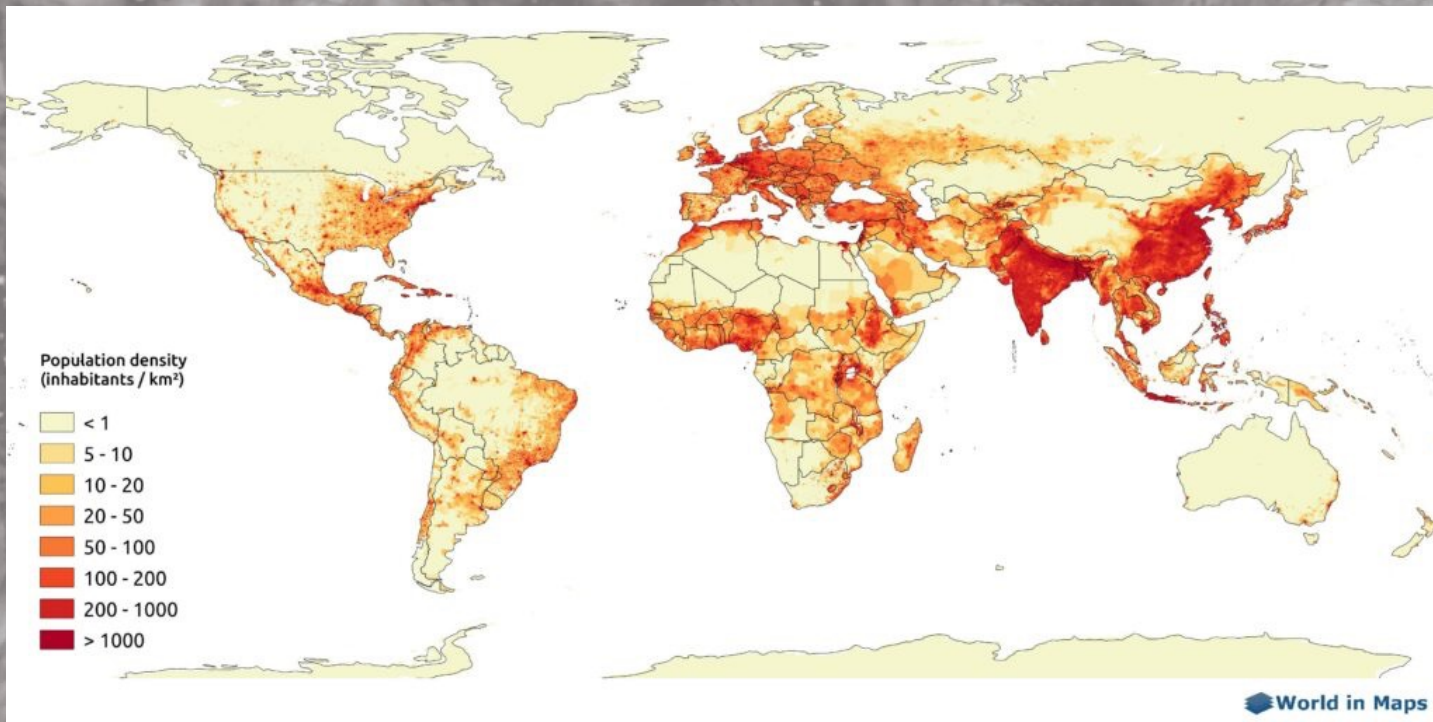 Population density
(inhabitants / km²)
< 1
5 - 10
10 - 20
20 - 50
50 - 100
100 - 200
200 - 1000
> 1000
World in Maps